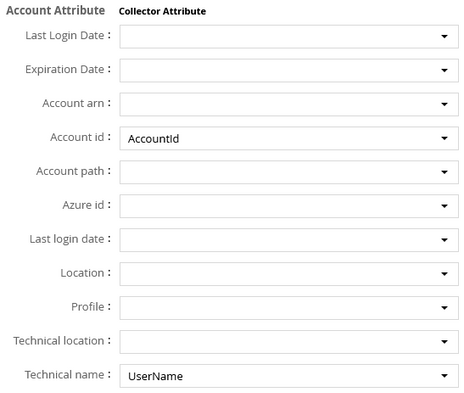 Account Attribute Collector Attribute
Last Login Date :
Expiration Date :
Account arn :
Account id : AccountId
Account path :
Azure id :
Last login date :
Location :
Profile :
Technical location :
Technical name : UserName